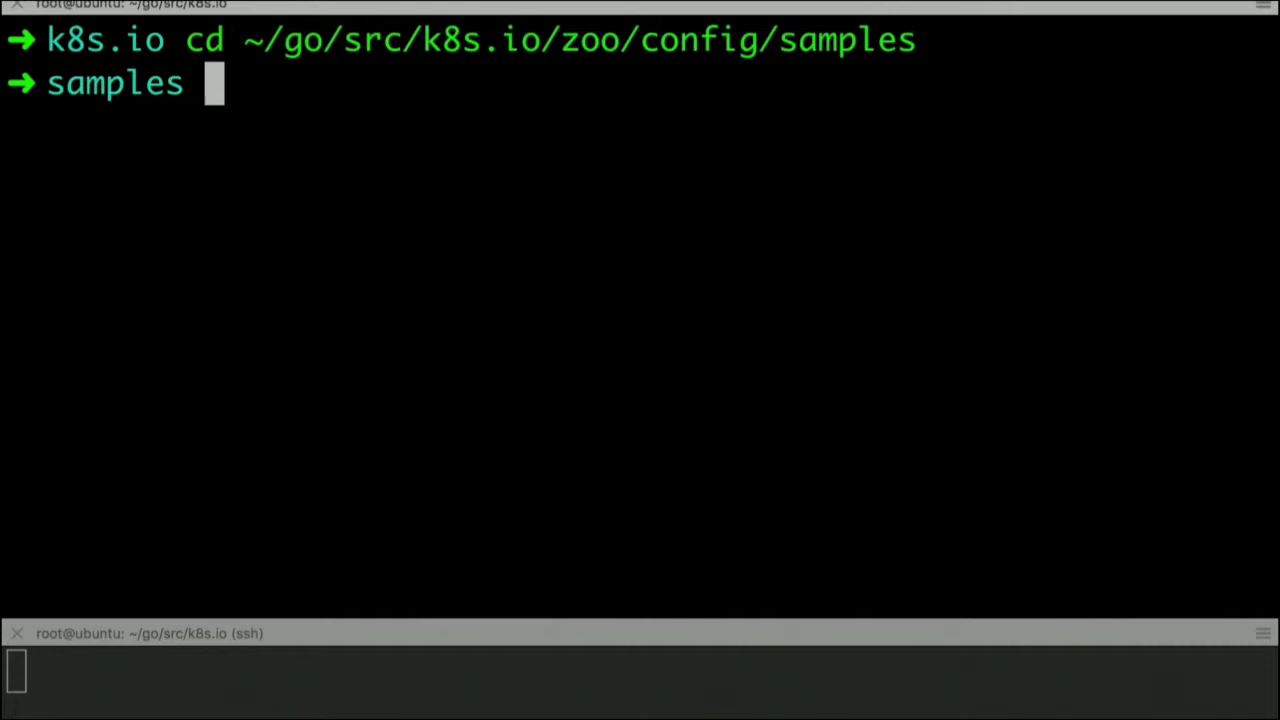 root@ubuntu: ~/go/src/k8s.io
➜ k8s.io cd ~/go/src/k8s.io/zoo/config/samples
➜ samples
root@ubuntu: ~/go/src/k8s.io (ssh)